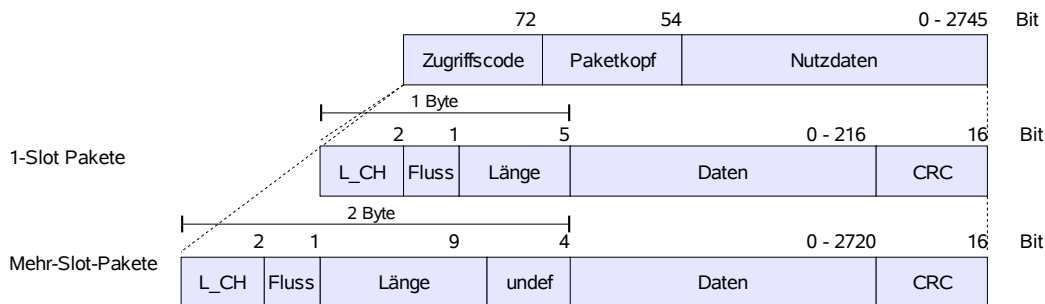 72 54 0 - 2745 Bit
Zugriffscode Paketkopf Nutzdaten
1 Byte
2 1 5 0 - 216 16 Bit
1-Slot Pakete
L_CH Fluss Länge Daten CRC
2 Byte
2 1 9 4 0 - 2720 16 Bit
Mehr-Slot-Pakete
L_CH Fluss Länge undef Daten CRC